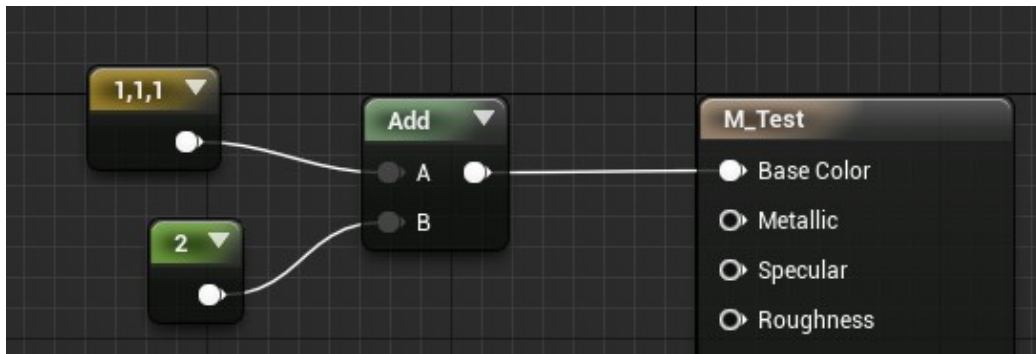 1,1,1
2
Add
A
B
M_Test
Base Color
Metallic
Specular
Roughness